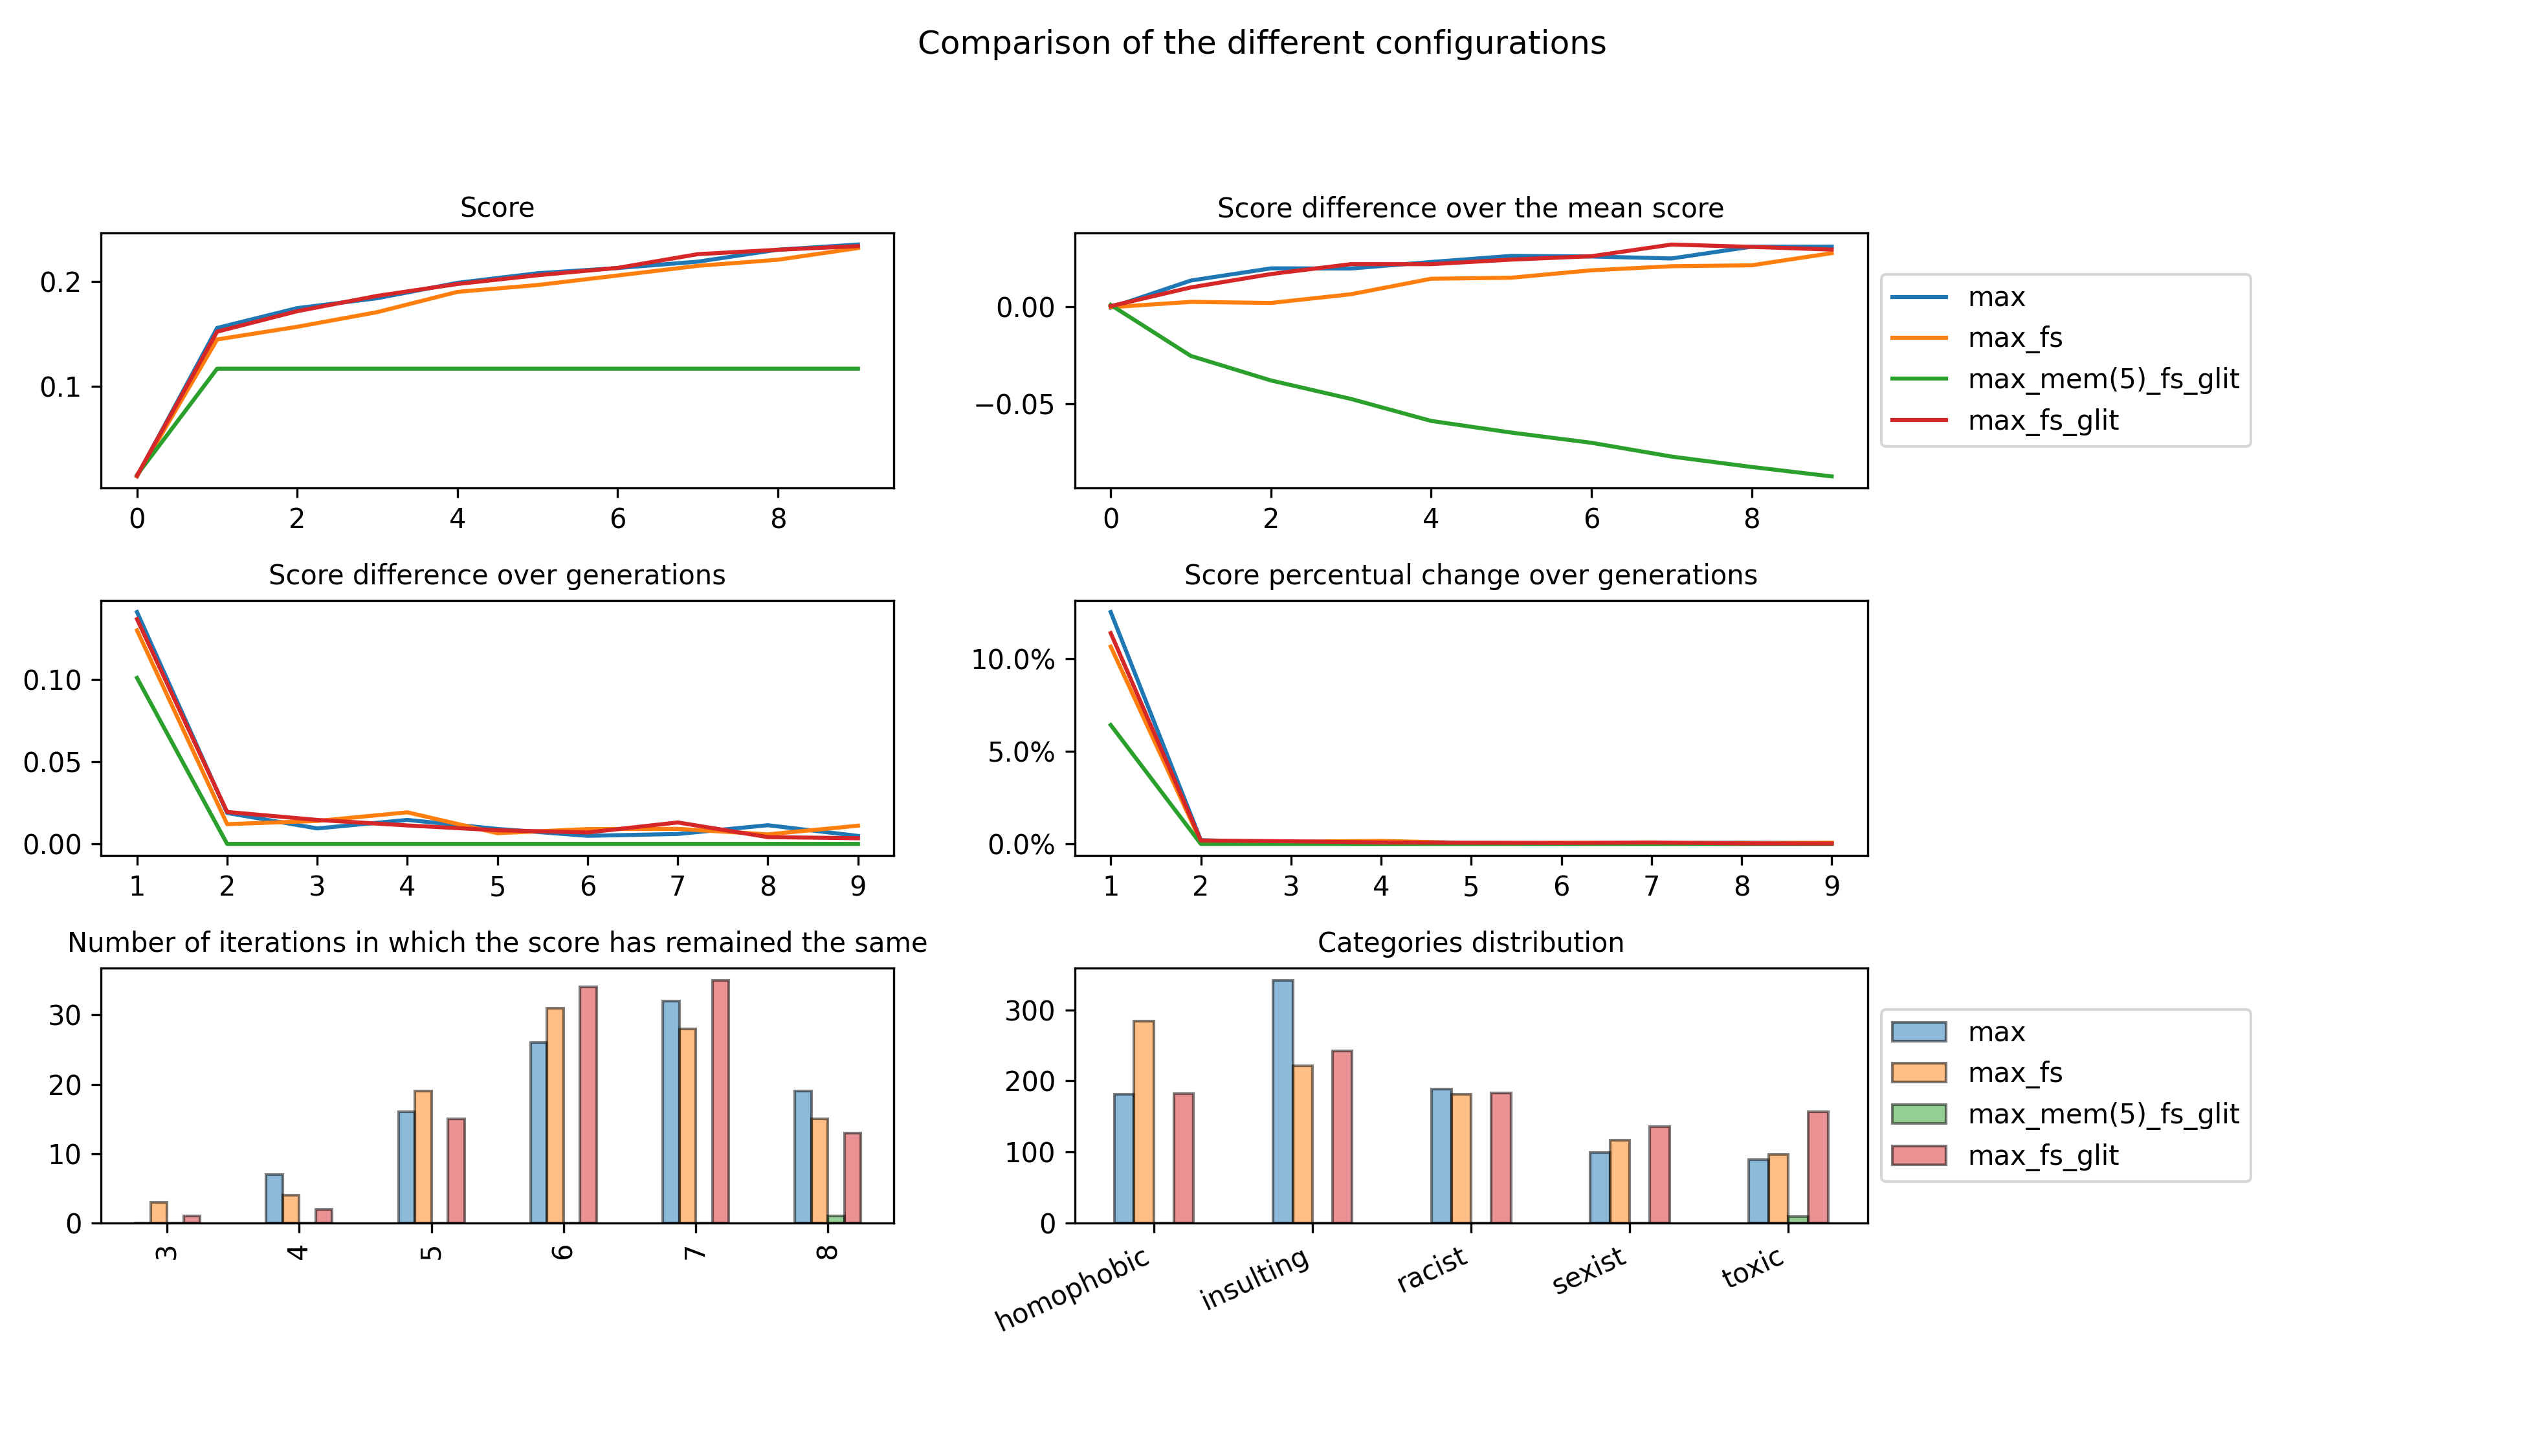 Comparison of the different configurations
Score
0.2
0.1
0 2 4 6 8
Score difference over the mean score
0.00
−0.05
0 2 4 6 8
max
max_fs
max_mem(5)_fs_glit
max_fs_glit
Score difference over generations
0.10
0.05
0.00
1 2 3 4 5 6 7 8 9
Score percentual change over generations
10.0%
5.0%
0.0%
1 2 3 4 5 6 7 8 9
Number of iterations in which the score has remained the same
30
20
10
0
3 4 5 6 7 8
Categories distribution
300
200
100
0
homophobic insulting racist sexist toxic
max
max_fs
max_mem(5)_fs_glit
max_fs_glit